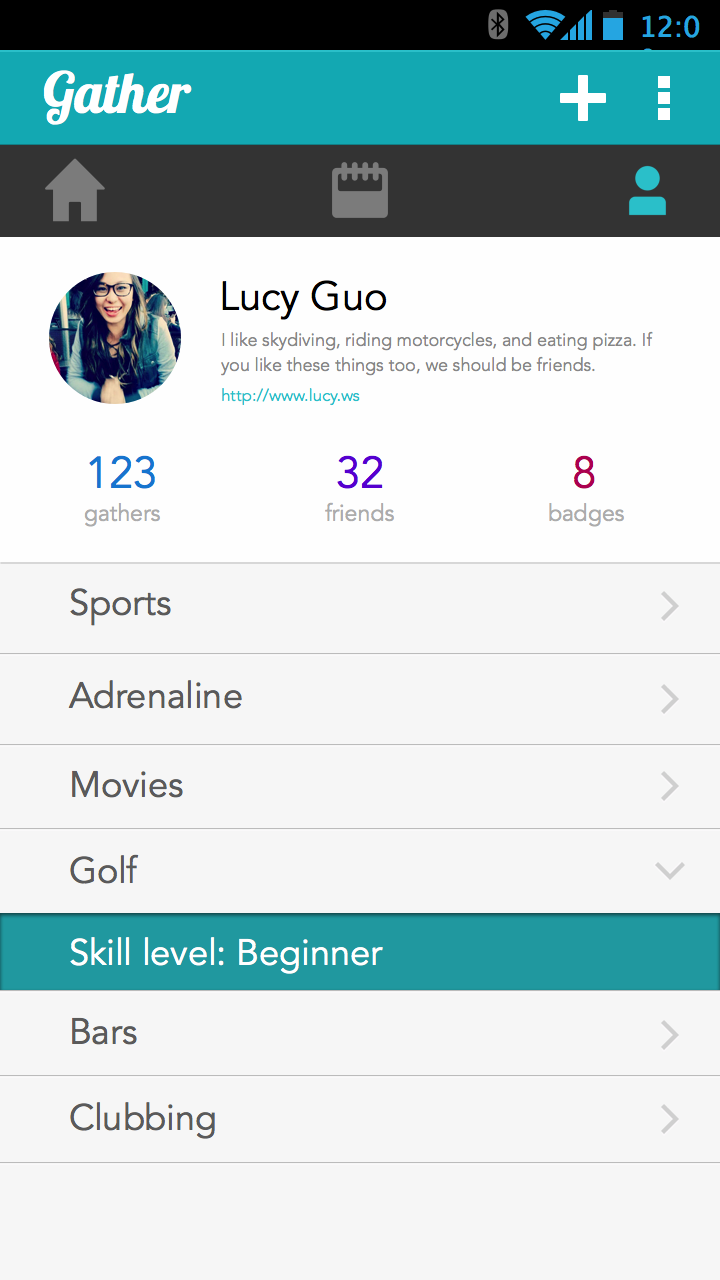 12:0
Gather
Lucy Guo
I like skydiving, riding motorcycles, and eating pizza. If
you like these things too, we should be friends.
http://www.lucy.ws
123
32
8
gathers
friends
badges
Sports
Adrenaline
Movies
Golf
Skill level: Beginner
Bars
Clubbing